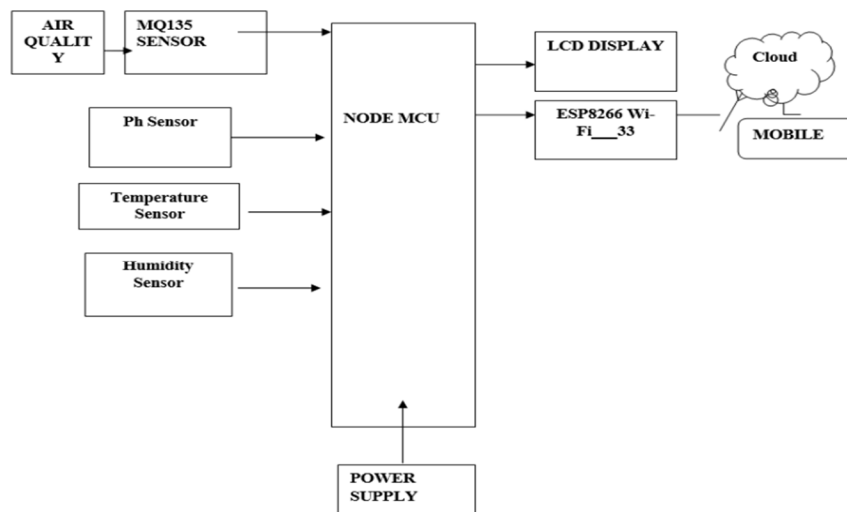 AIR
QUALIT
Y
MQ135
SENSOR
Ph Sensor
Temperature
Sensor
Humidity
Sensor
NODE MCU
POWER
SUPPLY
LCD DISPLAY
ESP8266 Wi-
Fi___33
Cloud
MOBILE